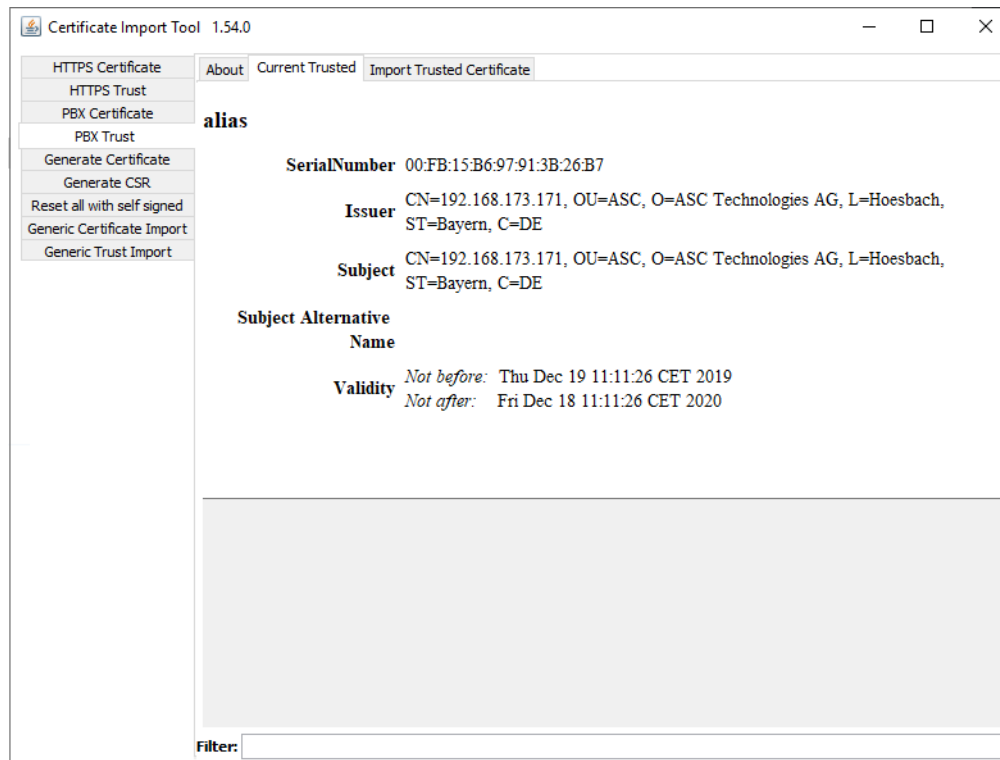 Certificate Import Tool 1.54.0
HTTPS Certificate
HTTPS Trust
PBX Certificate
PBX Trust
Generate Certificate
Generate CSR
Reset all with self signed
Generic Certificate Import
Generic Trust Import
About Current Trusted Import Trusted Certificate
alias
SerialNumber 00:FB:15:B6:97:91:3B:26:B7
Issuer CN=192.168.173.171, OU=ASC, O=ASC Technologies AG, L=Hoesbach,
ST=Bayern, C=DE
Subject CN=192.168.173.171, OU=ASC, O=ASC Technologies AG, L=Hoesbach,
ST=Bayern, C=DE
Subject Alternative
Name
Validity Not before: Thu Dec 19 11:11:26 CET 2019
Not after: Fri Dec 18 11:11:26 CET 2020
Filter: